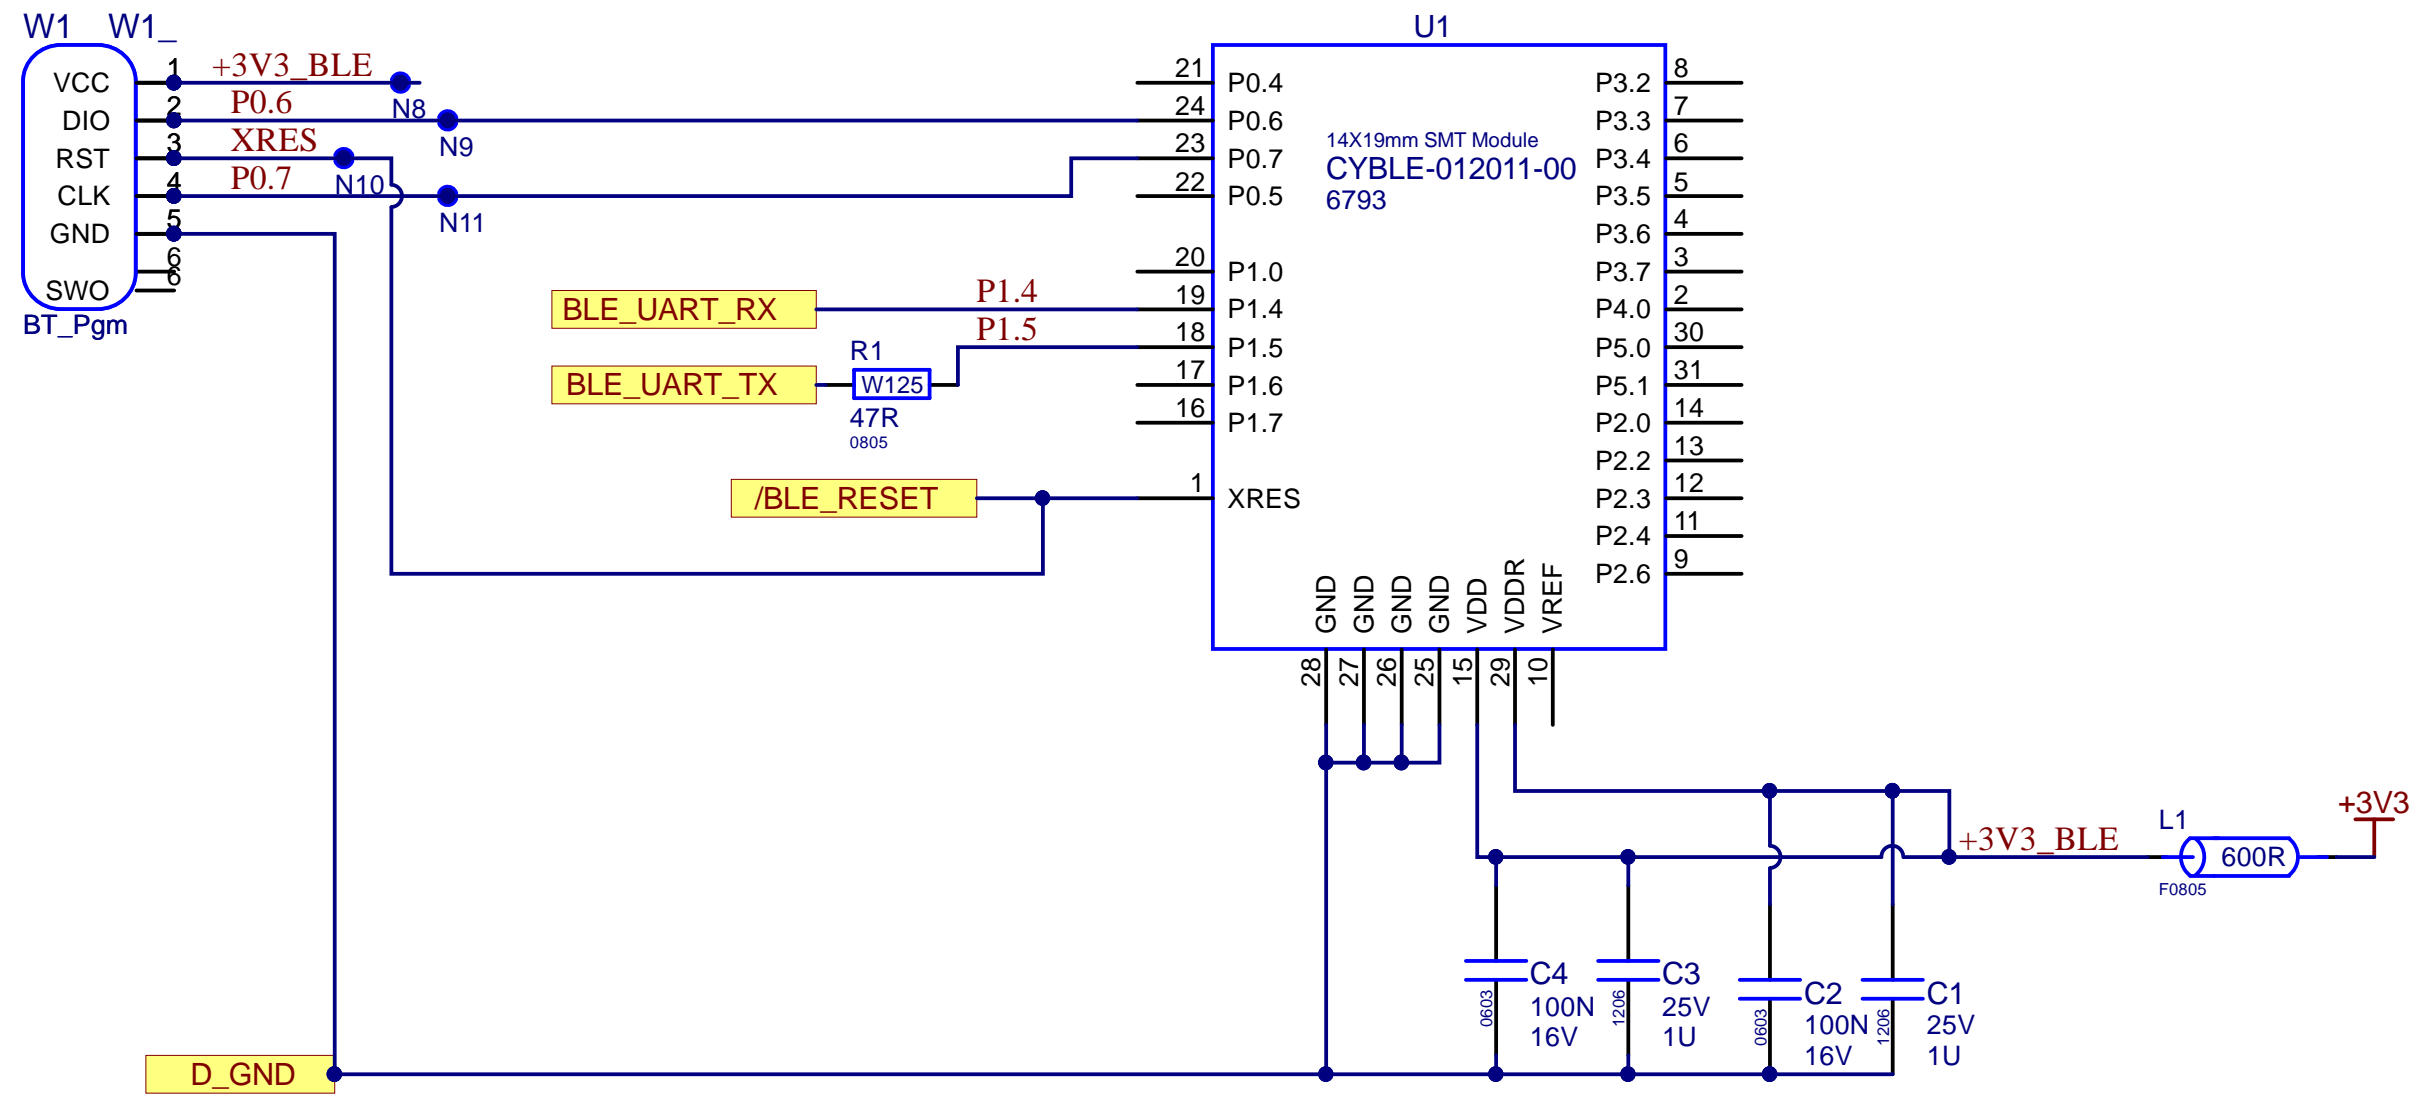 W1 W1_
VCC 1 +3V3_BLE
N8
DIO 2 P0.6
N9
RST 3 XRES
N10
CLK 4 P0.7
N11
GND 5
6
SWO 6
BT_Pgm
BLE_UART_RX P1.4
BLE_UART_TX P1.5
R1
W125
47R
0805
/BLE_RESET
D_GND
U1
14X19mm SMT Module
CYBLE-012011-00
6793
21 P0.4
24 P0.6
23 P0.7
22 P0.5
20 P1.0
19 P1.4
18 P1.5
17 P1.6
16 P1.7
1 XRES
P3.2 8
P3.3 7
P3.4 6
P3.5 5
P3.6 4
P3.7 3
P4.0 2
P5.0 30
P5.1 31
P2.0 14
P2.2 13
P2.3 12
P2.4 11
P2.6 9
GND 28
GND 27
GND 26
GND 25
VDD 15
VDDR 29
VREF 10
+3V3_BLE
L1
600R
F0805
+3V3
C4
100N
16V
0603
C3
25V
1U
1206
C2
100N
16V
0603
C1
25V
1U
1206